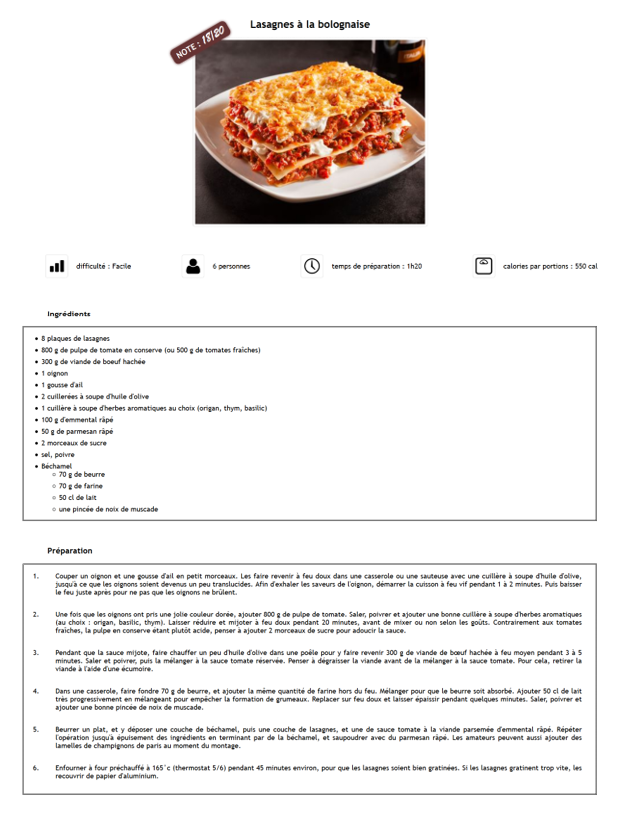 Lasagnes à la bolognaise
NOTE : 18/20
difficulté : Facile
6 personnes
temps de préparation : 1h20
calories par portions : 550 cal
Ingrédients
• 8 plaques de lasagnes
• 800 g de pulpe de tomate en conserve (ou 500 g de tomates fraîches)
• 300 g de viande de boeuf hachée
• 1 oignon
• 1 gousse d'ail
• 2 cuillerées à soupe d'huile d'olive
• 1 cuillère à soupe d'herbes aromatiques au choix (origan, thym, basilic)
• 100 g d'emmental râpé
• 50 g de parmesan râpé
• 2 morceaux de sucre
• sel, poivre
• Béchamel
○ 70 g de beurre
○ 70 g de farine
○ 50 cl de lait
○ une pincée de noix de muscade
Préparation
1. Couper un oignon et une gousse d'ail en petit morceaux. Les faire revenir à feu doux dans une casserole ou une sauteuse avec une cuillère à soupe d'huile d'olive,
jusqu'à ce que les oignons soient devenus un peu translucides. Afin d'exhaler les saveurs de l'oignon, démarrer la cuisson à feu vif pendant 1 à 2 minutes. Puis baisser
le feu juste après pour ne pas que les oignons ne brûlent.
2. Une fois que les oignons ont pris une jolie couleur dorée, ajouter 800 g de pulpe de tomate. Saler, poivrer et ajouter une bonne cuillère à soupe d'herbes aromatiques
(au choix : origan, basilic, thym). Laisser réduire et mijoter à feu doux pendant 20 minutes, avant de mixer ou non selon les goûts. Contrairement aux tomates
fraîches, la pulpe en conserve étant plutôt acide, penser à ajouter 2 morceaux de sucre pour adoucir la sauce.
3. Pendant que la sauce mijote, faire chauffer un peu d'huile d'olive dans une poêle pour y faire revenir 300 g de viande de bœuf hachée à feu moyen pendant 3 à 5
minutes. Saler et poivrer, puis la mélanger à la sauce tomate réservée. Penser à dégraisser la viande avant de la mélanger à la sauce tomate. Pour cela, retirer la
viande à l'aide d'une écumoire.
4. Dans une casserole, faire fondre 70 g de beurre, et ajouter la même quantité de farine hors du feu. Mélanger pour que le beurre soit absorbé. Ajouter 50 cl de lait
très progressivement en mélangeant pour empêcher la formation de grumeaux. Replacer sur feu doux et laisser épaissir pendant quelques minutes. Saler, poivrer et
ajouter une bonne pincée de noix de muscade.
5. Beurrer un plat, et y déposer une couche de béchamel, puis une couche de lasagnes, et une de sauce tomate à la viande parsemée d'emmental râpé. Répéter
l'opération jusqu'à épuisement des ingrédients en terminant par de la béchamel, et saupoudrer avec du parmesan râpé. Les amateurs peuvent aussi ajouter des
lamelles de champignons de paris au moment du montage.
6. Enfourner à four préchauffé à 165°c (thermostat 5/6) pendant 45 minutes environ, pour que les lasagnes soient bien gratinées. Si les lasagnes gratinent trop vite, les
recouvrir de papier d'aluminium.